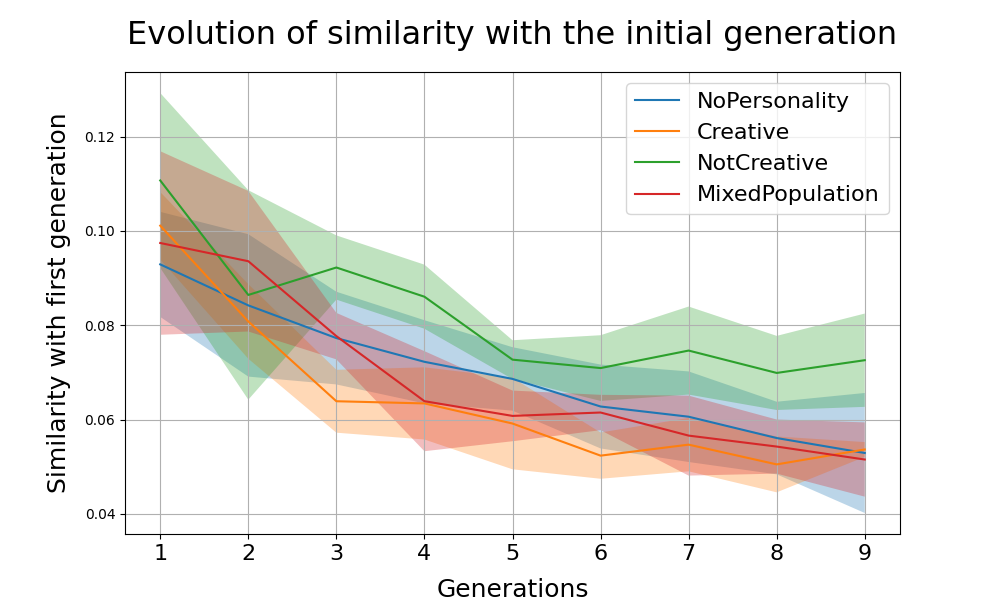 Evolution of similarity with the initial generation
Similarity with first generation
0.12
0.10
0.08
0.06
0.04
NoPersonality
Creative
NotCreative
MixedPopulation
1 2 3 4 5 6 7 8 9
Generations